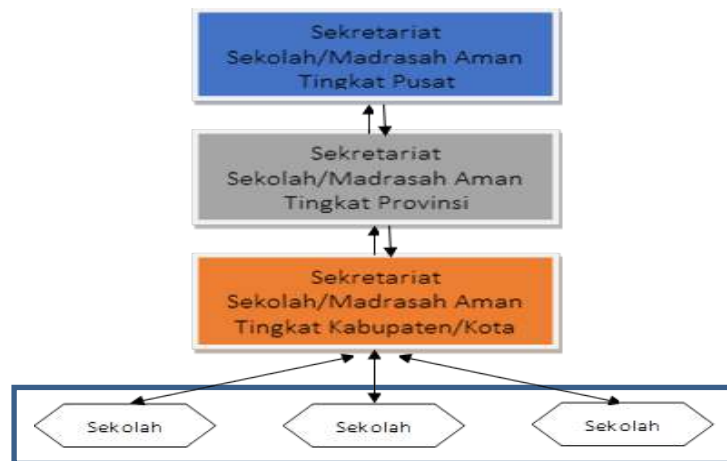 Sekretariat
Sekolah/Madrasah Aman
Tingkat Pusat
Sekretariat
Sekolah/Madrasah Aman
Tingkat Provinsi
Sekretariat
Sekolah/Madrasah Aman
Tingkat Kabupaten/Kota
Sekolah
Sekolah
Sekolah